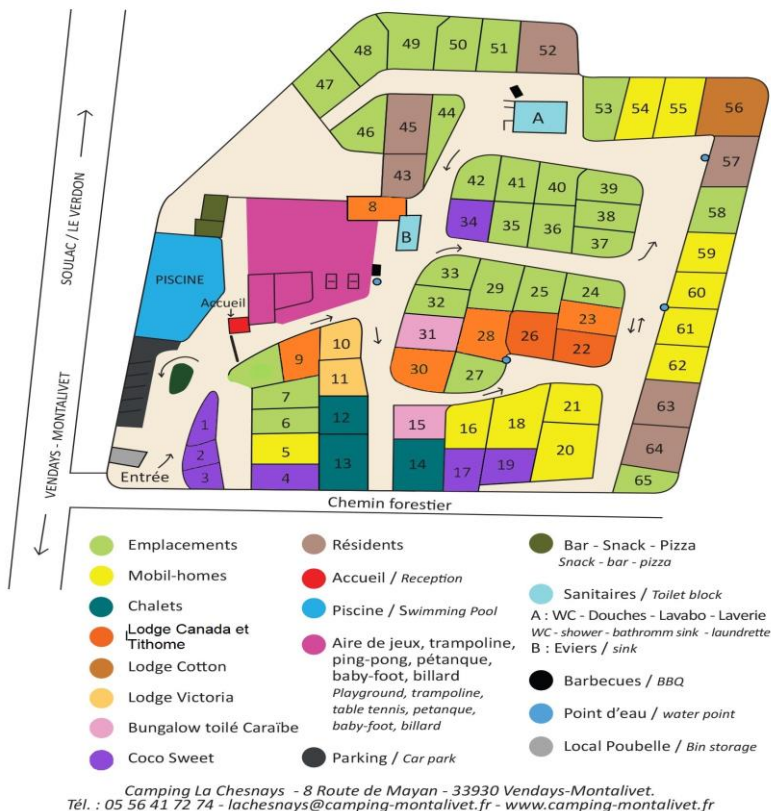 48 49 50 51 52
47
53 54 55 56
A
46 45 44
43
57
42 41 40 39
8
34 35 36 38
37
B
58
SOULAC / LE VERDON
PISCINE
59
33 29 25 24
60
Accueil
32
23
61
31 28 26
22
10
9
30 27
62
11
7
21
63
1
6 12 15 16 18
20
2
5
64
3
4 13 14 17 19
65
Entrée
VENDAYS - MONTALIVET
Chemin forestier
Emplacements
Mobil-homes
Chalets
Lodge Canada et
Tithome
Lodge Cotton
Lodge Victoria
Bungalow toilé Caraïbe
Coco Sweet
Résidents
Accueil / Reception
Piscine / Swimming Pool
Aire de jeux, trampoline,
ping-pong, pétanque,
baby-foot, billard
Playground, trampoline,
table tennis, petanque,
baby-foot, billard
Parking / Car park
Bar - Snack - Pizza
Snack - bar - pizza
Sanitaires / Toilet block
A : WC - Douches - Lavabo - Laverie
WC - shower - bathromm sink - laundrette
B : Eviers / sink
Barbecues / BBQ
Point d'eau / water point
Local Poubelle / Bin storage
Camping La Chesnays - 8 Route de Mayan - 33930 Vendays-Montalivet.
Tél. : 05 56 41 72 74 - lachesnays@camping-montalivet.fr - www.camping-montalivet.fr